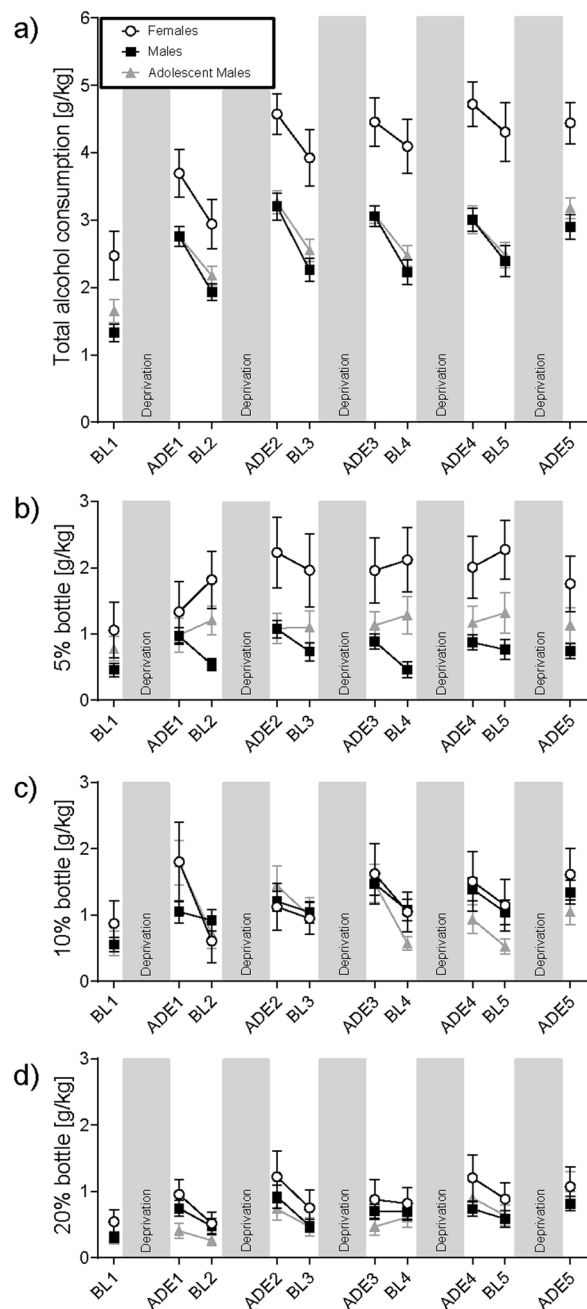 a)
Females
Males
Adolescent Males
Total alcohol consumption [g/kg]
6
5
4
3
2
1
0
Deprivation
Deprivation
Deprivation
Deprivation
Deprivation
BL1
ADE1
BL2
ADE2
BL3
ADE3
BL4
ADE4
BL5
ADE5
b)
5% bottle [g/kg]
3
2
1
0
Deprivation
Deprivation
Deprivation
Deprivation
Deprivation
BL1
ADE1
BL2
ADE2
BL3
ADE3
BL4
ADE4
BL5
ADE5
c)
10% bottle [g/kg]
3
2
1
0
Deprivation
Deprivation
Deprivation
Deprivation
Deprivation
BL1
ADE1
BL2
ADE2
BL3
ADE3
BL4
ADE4
BL5
ADE5
d)
20% bottle [g/kg]
3
2
1
0
Deprivation
Deprivation
Deprivation
Deprivation
Deprivation
BL1
ADE1
BL2
ADE2
BL3
ADE3
BL4
ADE4
BL5
ADE5